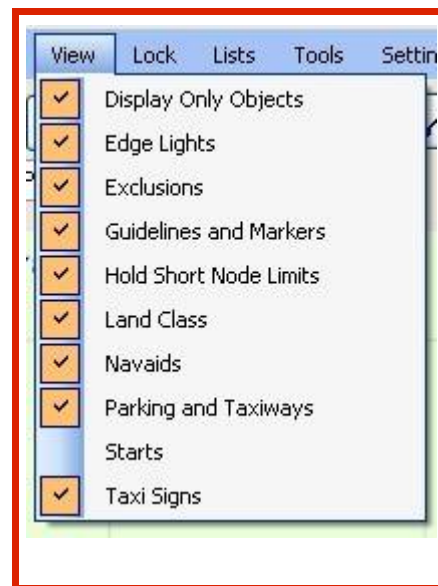 View Lock Lists Tools Settin
Display Only Objects
Edge Lights
Exclusions
Guidelines and Markers
Hold Short Node Limits
Land Class
Navaids
Parking and Taxiways
Starts
Taxi Signs